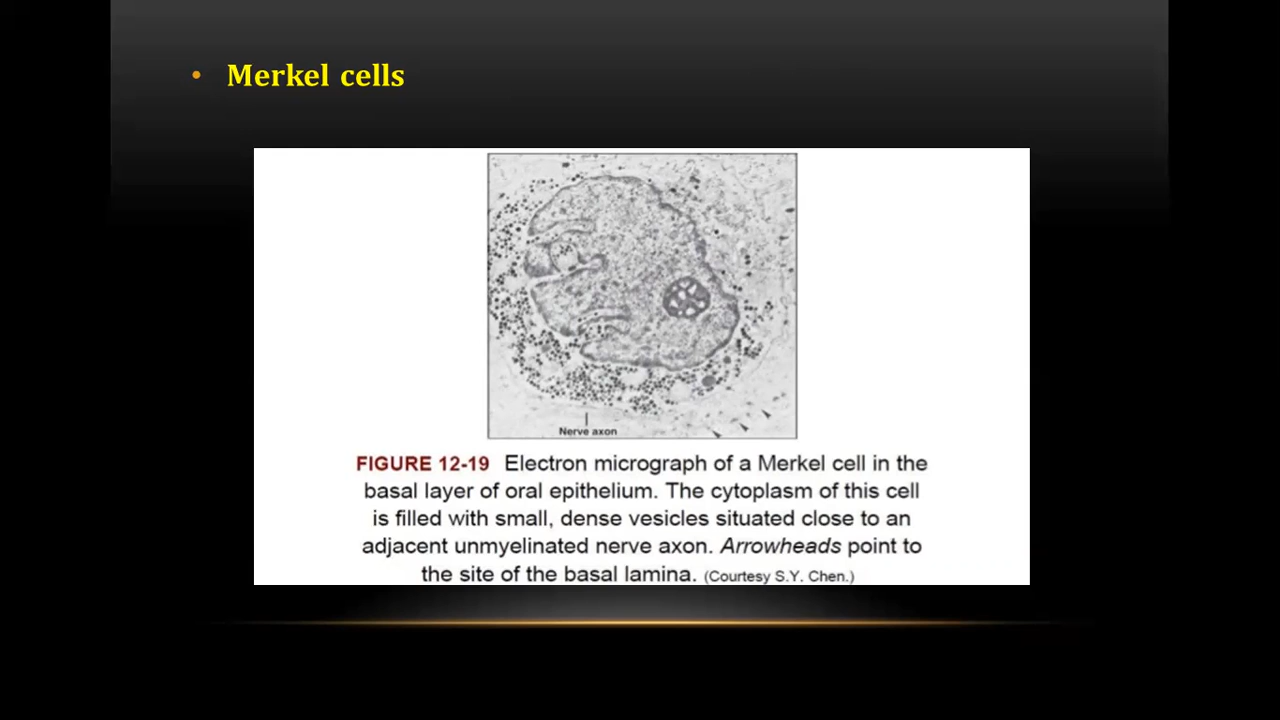 • Merkel cells
Nerve axon
FIGURE 12-19 Electron micrograph of a Merkel cell in the
basal layer of oral epithelium. The cytoplasm of this cell
is filled with small, dense vesicles situated close to an
adjacent unmyelinated nerve axon. Arrowheads point to
the site of the basal lamina. (Courtesy S.Y. Chen.)